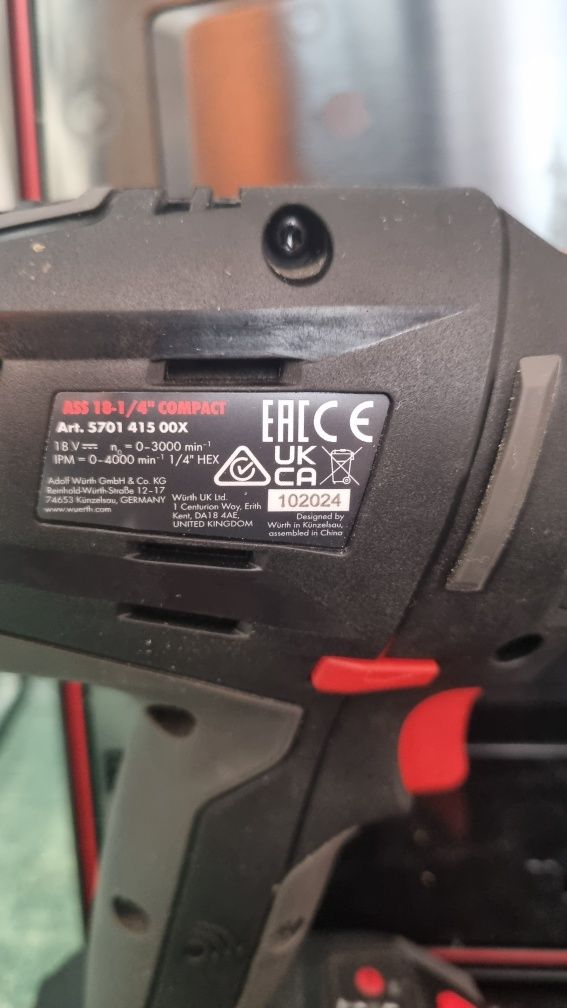 ASS 18-1/4" COMPACT
Art. 5701 415 00X
18 V⎓ n₀ = 0-3000 min⁻¹
IPM = 0-4000 min⁻¹ 1/4" HEX
Adolf Würth GmbH & Co. KG
Reinhold-Würth-Straße 12-17
74653 Künzelsau, GERMANY
www.wuerth.com
Würth UK Ltd.
1 Centurion Way, Erith
Kent, DA18 4AE,
UNITED KINGDOM
EAC CE
UK
CA
102024
Designed by
Würth in Künzelsau,
assembled in China